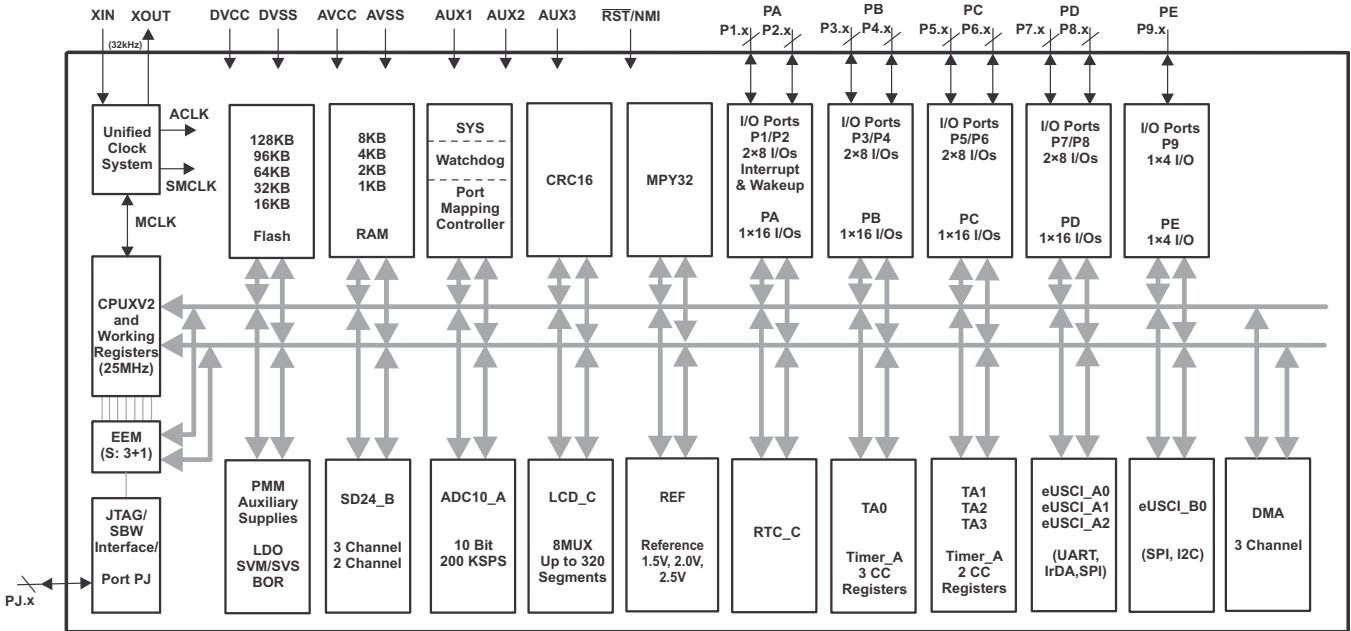 XIN
XOUT
(32kHz)
DVCC
DVSS
AVCC
AVSS
AUX1
AUX2
AUX3
RST/NMI
PA
P1.x
P2.x
PB
P3.x
P4.x
PC
P5.x
P6.x
PD
P7.x
P8.x
PE
P9.x
Unified
Clock
System
ACLK
SMCLK
MCLK
128KB
96KB
64KB
32KB
16KB
Flash
8KB
4KB
2KB
1KB
RAM
SYS
Watchdog
Port
Mapping
Controller
CRC16
MPY32
I/O Ports
P1/P2
2×8 I/Os
Interrupt
& Wakeup
PA
1×16 I/Os
I/O Ports
P3/P4
2×8 I/Os
PB
1×16 I/Os
I/O Ports
P5/P6
2×8 I/Os
PC
1×16 I/Os
I/O Ports
P7/P8
2×8 I/Os
PD
1×16 I/Os
I/O Ports
P9
1×4 I/O
PE
1×4 I/O
CPUXV2
and
Working
Registers
(25MHz)
EEM
(S: 3+1)
JTAG/
SBW
Interface/
Port PJ
PJ.x
PMM
Auxiliary
Supplies
LDO
SVM/SVS
BOR
SD24_B
3 Channel
2 Channel
ADC10_A
10 Bit
200 KSPS
LCD_C
8MUX
Up to 320
Segments
REF
Reference
1.5V, 2.0V,
2.5V
RTC_C
TA0
Timer_A
3 CC
Registers
TA1
TA2
TA3
Timer_A
2 CC
Registers
eUSCI_A0
eUSCI_A1
eUSCI_A2
(UART,
IrDA,SPI)
eUSCI_B0
(SPI, I2C)
DMA
3 Channel